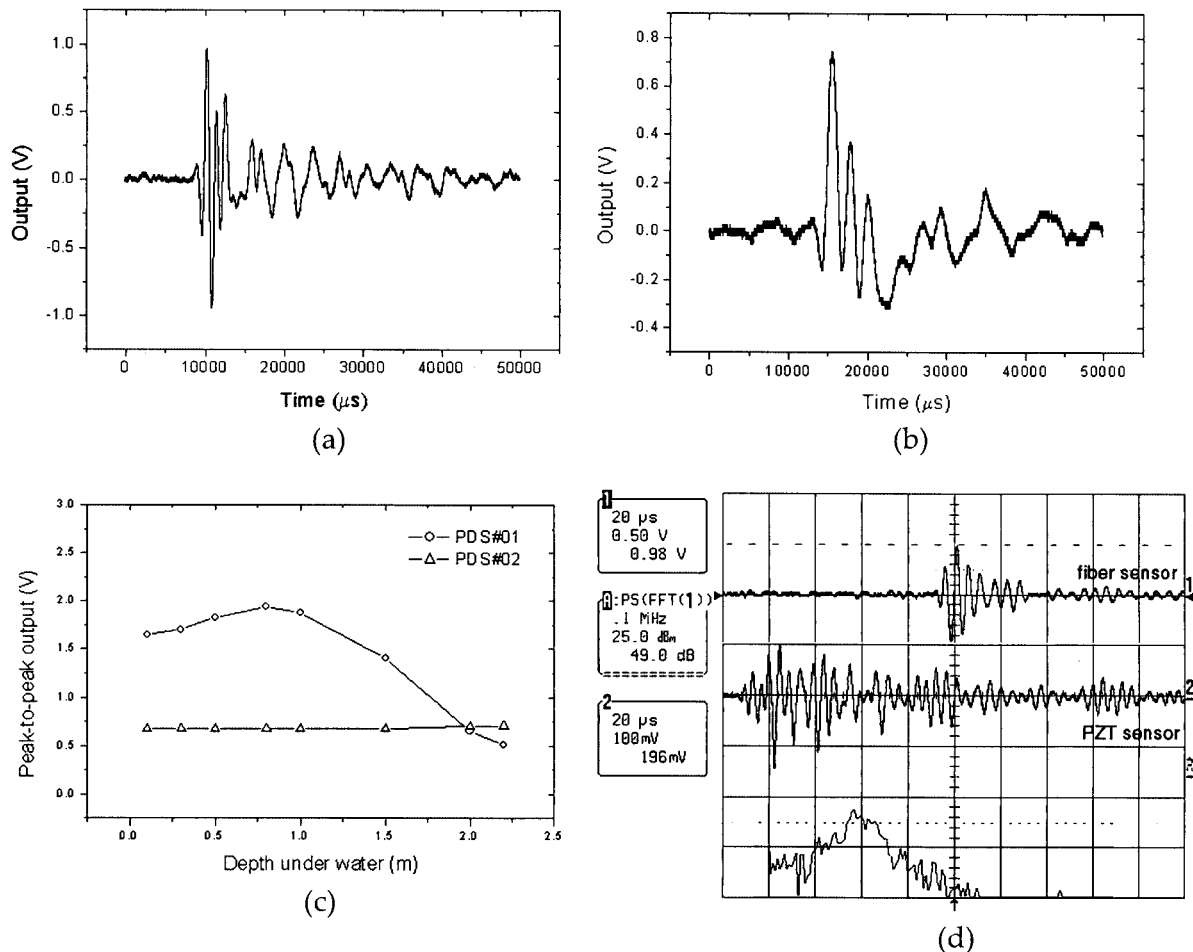 1.0
0.5
0.0
-0.5
-1.0
Output (V)
0 10000 20000 30000 40000 50000
Time (μs)
(a)
0.8
0.6
0.4
0.2
0.0
-0.2
-0.4
Output (V)
0 10000 20000 30000 40000 50000
Time (μs)
(b)
3.0
2.5
2.0
1.5
1.0
0.5
0.0
Peak-to-peak output (V)
PDS#01
PDS#02
0.0 0.5 1.0 1.5 2.0 2.5
Depth under water (m)
(c)
1
20 μs
0.50 V
0.98 V
A:PS(FFT(1))
.1 MHz
25.0 dBm
49.0 dB
2
20 μs
100mV
196mV
fiber sensor
1
2
PZT sensor
(d)